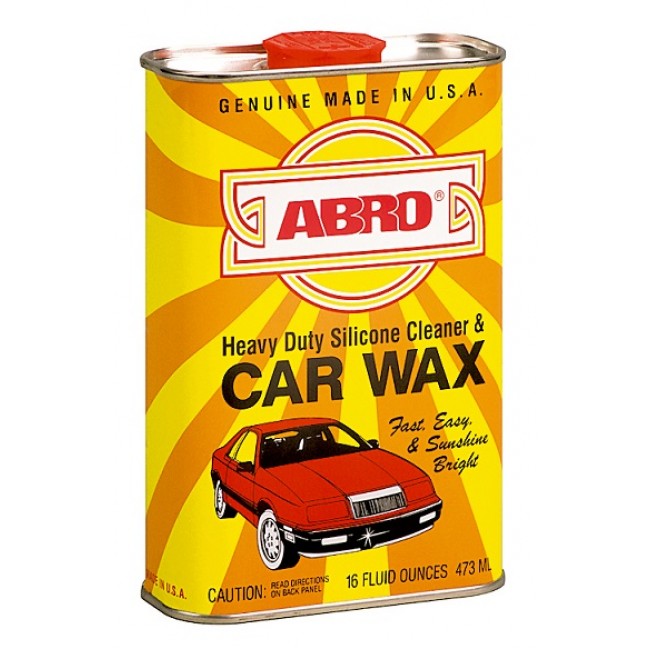 GENUINE MADE IN U.S.A.
ABRO®
Heavy Duty Silicone Cleaner &
CAR WAX
Fast, Easy,
& Sunshine
Bright
CAUTION: READ DIRECTIONS
ON BACK PANEL
16 FLUID OUNCES 473 ML
IN U.S.A.